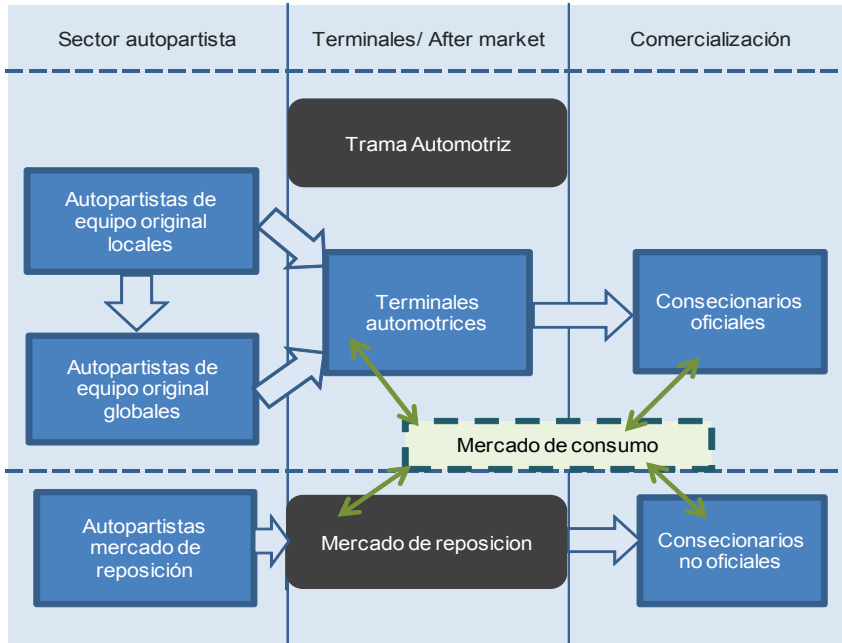 Sector autopartista
Terminales/ After market
Comercialización
Trama Automotriz
Autopartistas de
equipo original
locales
Terminales
automotrices
Consecionarios
oficiales
Autopartistas de
equipo original
globales
Mercado de consumo
Autopartistas
mercado de
reposición
Mercado de reposicion
Consecionarios
no oficiales